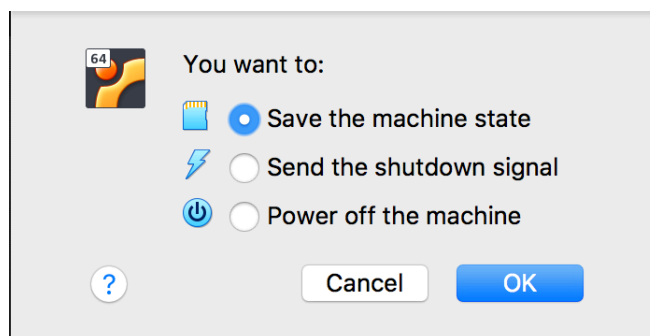 64
You want to:
Save the machine state
Send the shutdown signal
Power off the machine
?
Cancel
OK